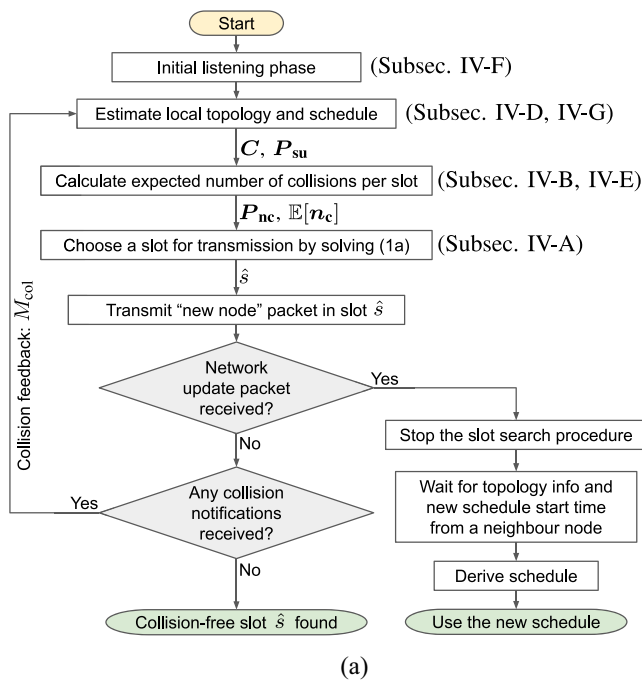 Start
Initial listening phase
(Subsec. IV-F)
Estimate local topology and schedule
(Subsec. IV-D, IV-G)
C, P_su
Calculate expected number of collisions per slot
(Subsec. IV-B, IV-E)
P_nc, 𝔼[n_c]
Choose a slot for transmission by solving (1a)
(Subsec. IV-A)
ŝ
Transmit “new node” packet in slot ŝ
Network
update packet
received?
Yes
No
Any collision
notifications
received?
Yes
No
Collision-free slot ŝ found
Collision feedback: M_col
Stop the slot search procedure
Wait for topology info and
new schedule start time
from a neighbour node
Derive schedule
Use the new schedule
(a)